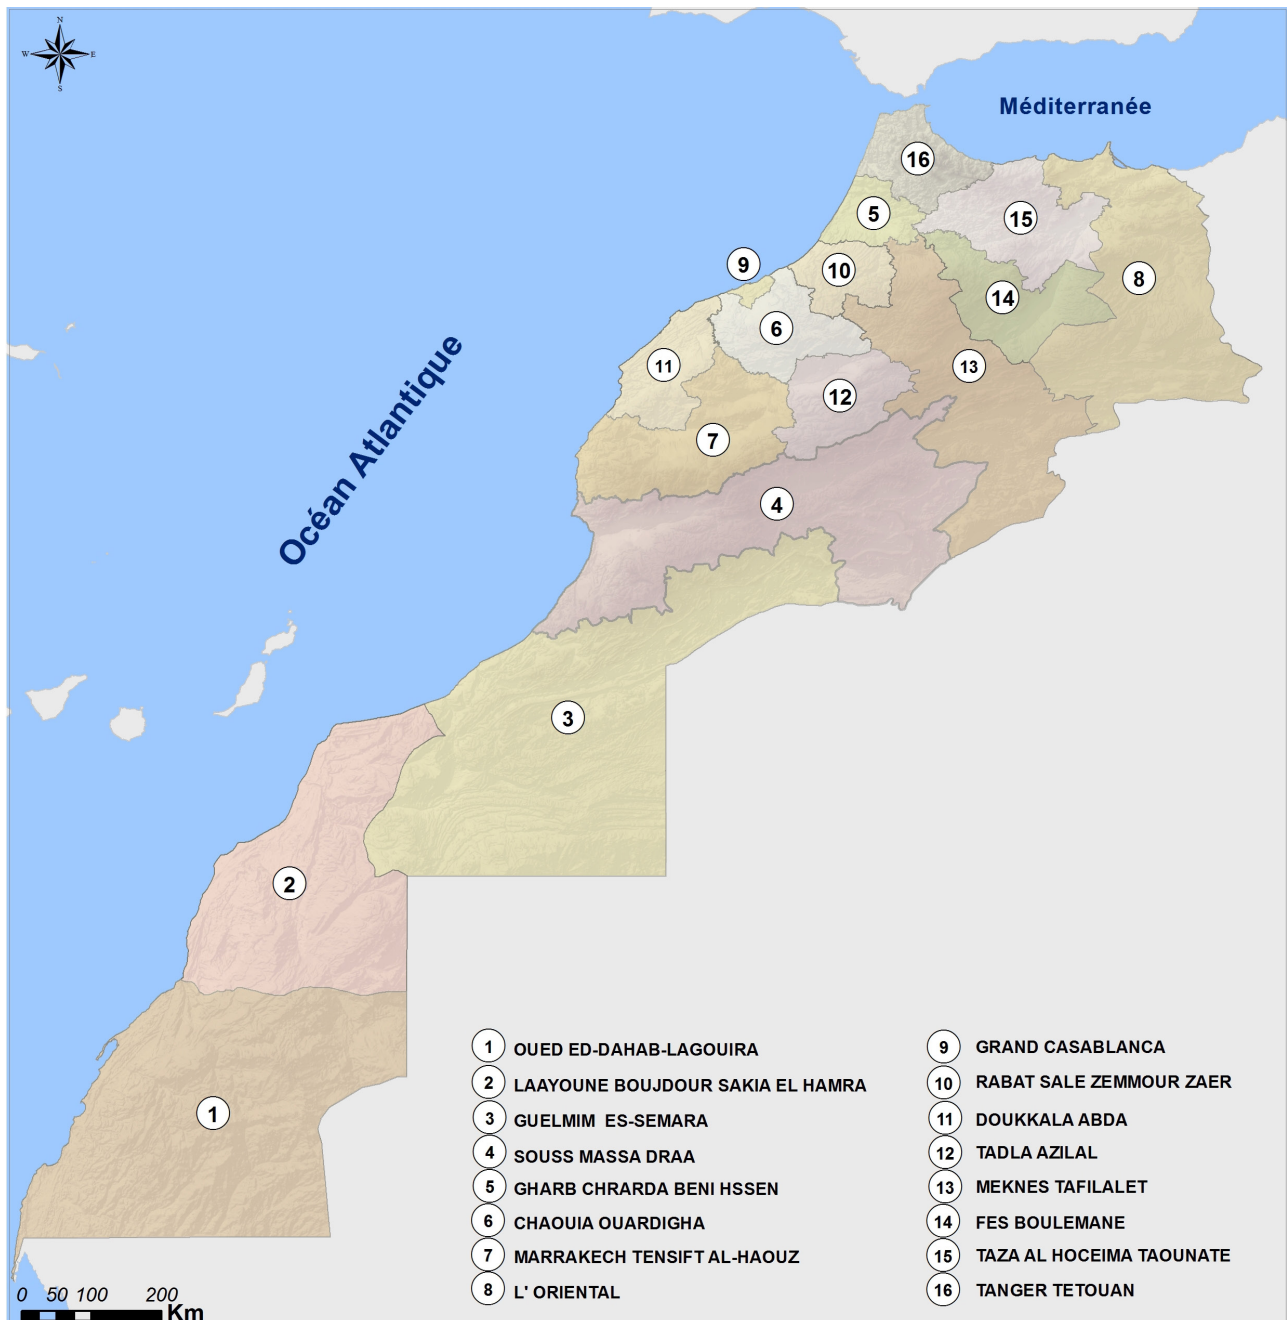 N
W E
S
Méditerranée
16
5
15
9
10
8
14
6
11
13
12
7
4
Océan Atlantique
3
2
1
1 OUED ED-DAHAB-LAGOUIRA
2 LAAYOUNE BOUJDOUR SAKIA EL HAMRA
3 GUELMIM ES-SEMARA
4 SOUSS MASSA DRAA
5 GHARB CHRARDA BENI HSSEN
6 CHAOUIA OUARDIGHA
7 MARRAKECH TENSIFT AL-HAOUZ
8 L' ORIENTAL
9 GRAND CASABLANCA
10 RABAT SALE ZEMMOUR ZAER
11 DOUKKALA ABDA
12 TADLA AZILAL
13 MEKNES TAFILALET
14 FES BOULEMANE
15 TAZA AL HOCEIMA TAOUNATE
16 TANGER TETOUAN
0 50 100 200
Km